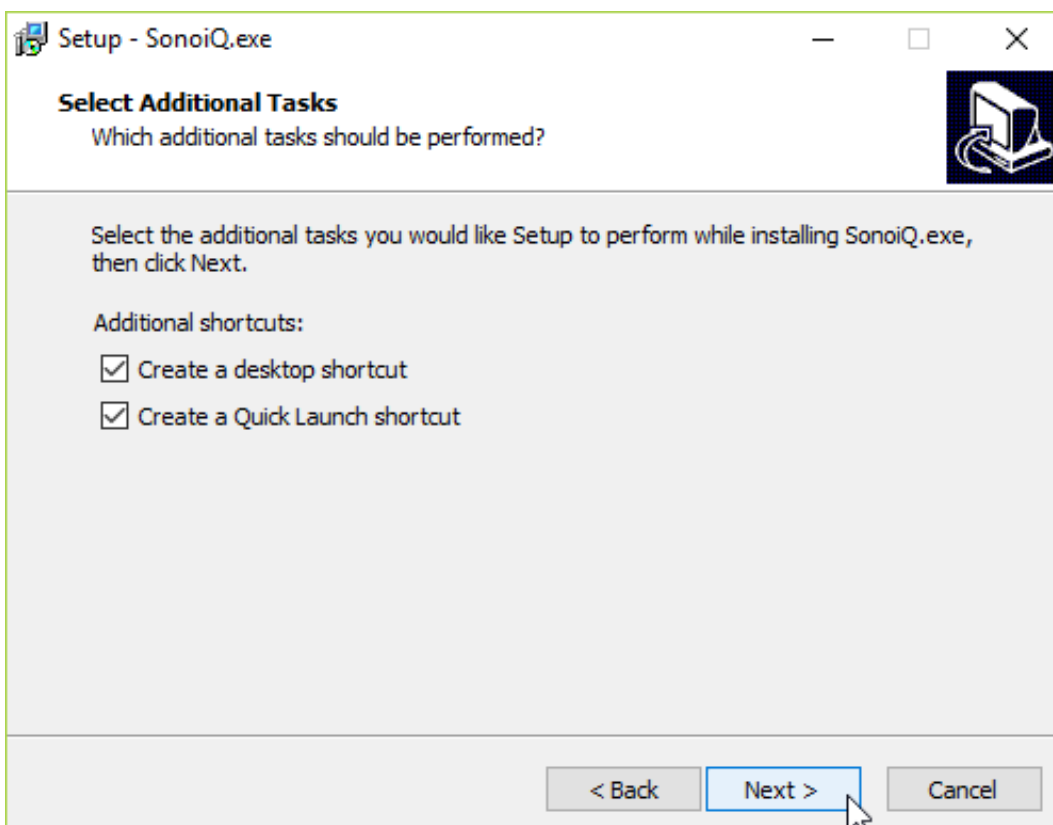 Setup - SonoiQ.exe
Select Additional Tasks
Which additional tasks should be performed?
Select the additional tasks you would like Setup to perform while installing SonoiQ.exe,
then click Next.
Additional shortcuts:
Create a desktop shortcut
Create a Quick Launch shortcut
< Back
Next >
Cancel